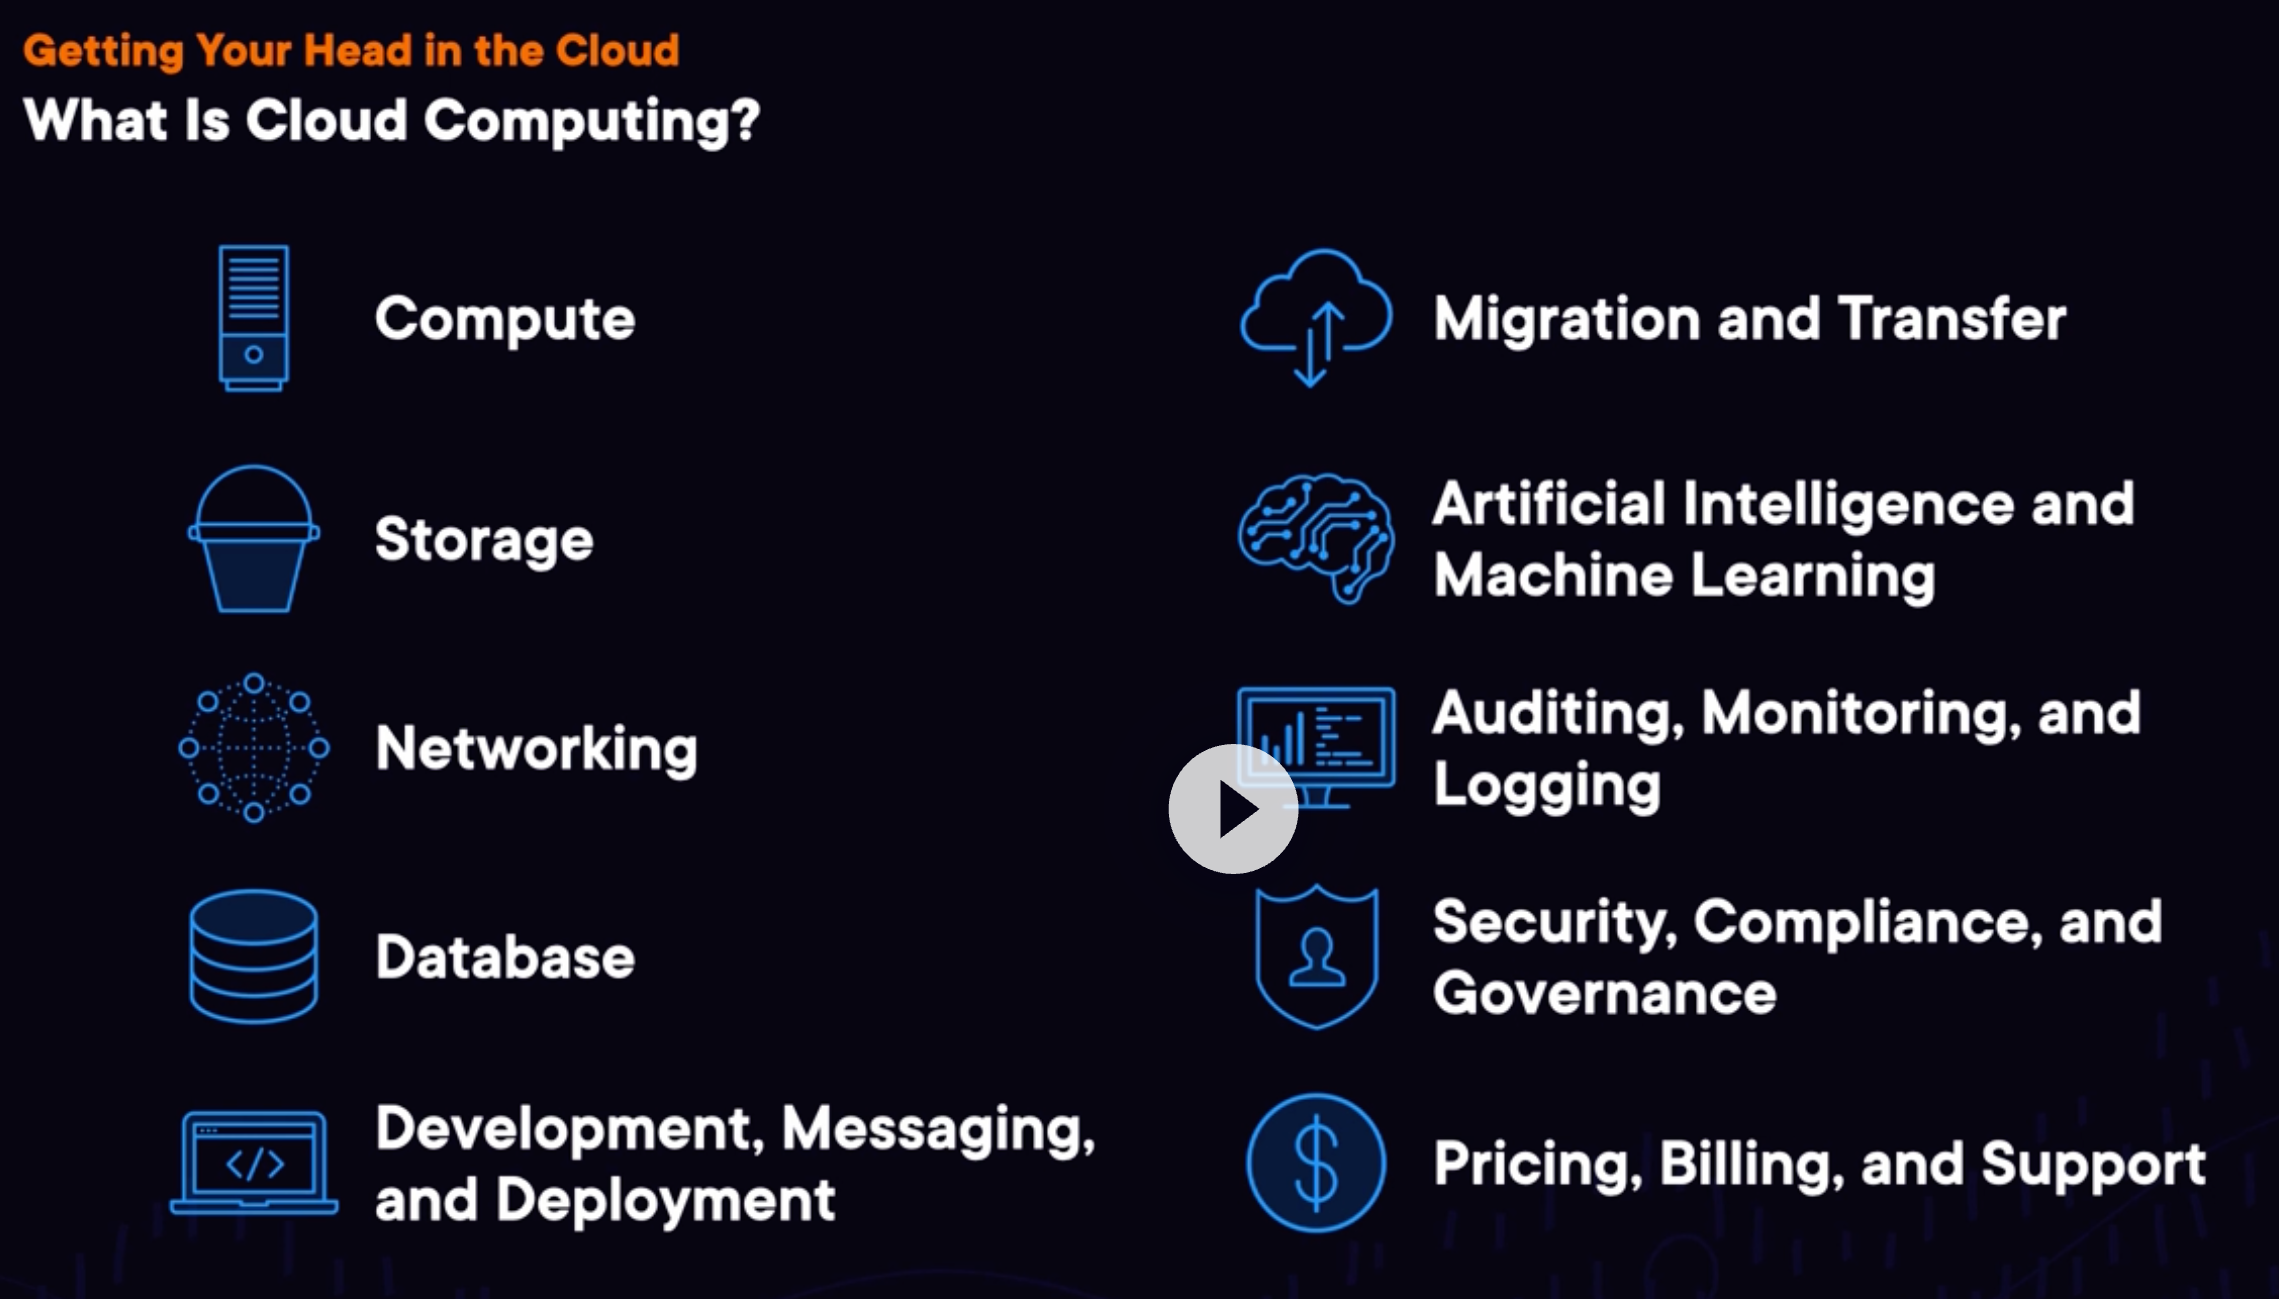 Getting Your Head in the Cloud
What Is Cloud Computing?
Compute
Storage
Networking
Database
</>
Development, Messaging,
and Deployment
Migration and Transfer
Artificial Intelligence and
Machine Learning
Auditing, Monitoring, and
Logging
Security, Compliance, and
Governance
$
Pricing, Billing, and Support